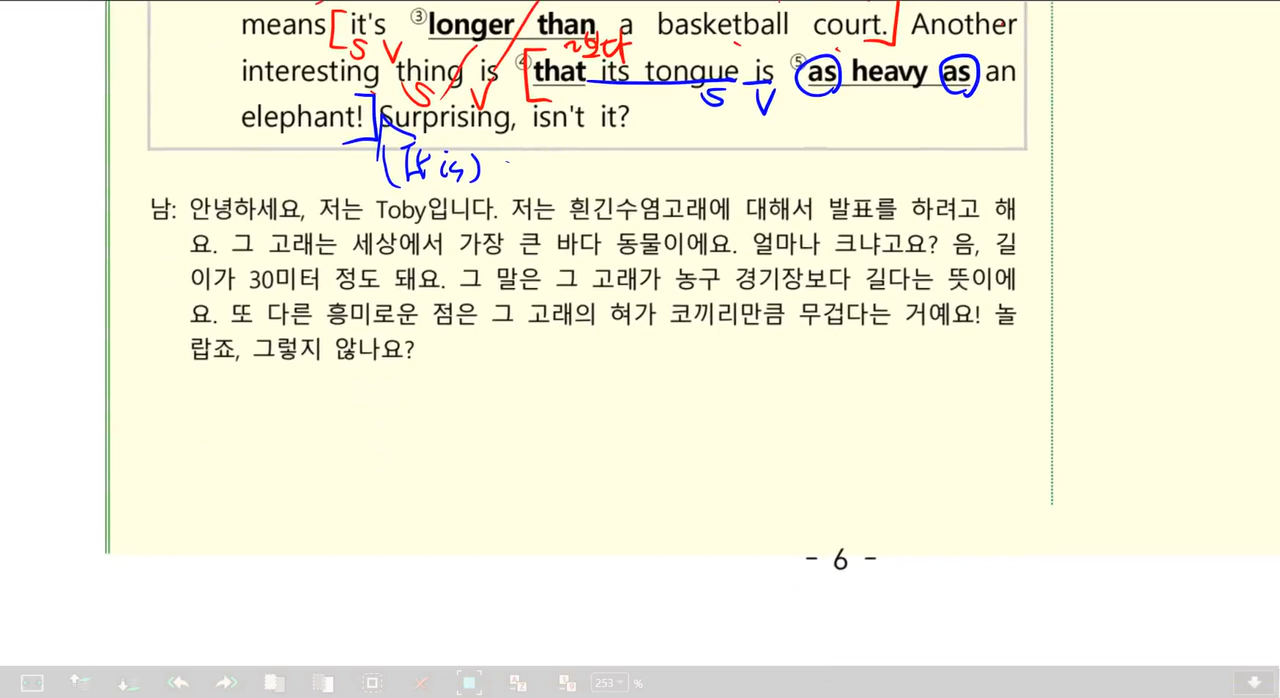 means it's ③longer than a basketball court. Another
S V
~보다
interesting thing is ④that its tongue is ⑤as heavy as an
S V S V
elephant! Surprising, isn't it?
(It is)
남: 안녕하세요, 저는 Toby입니다. 저는 흰긴수염고래에 대해서 발표를 하려고 해
요. 그 고래는 세상에서 가장 큰 바다 동물이에요. 얼마나 크냐고요? 음, 길
이가 30미터 정도 돼요. 그 말은 그 고래가 농구 경기장보다 길다는 뜻이에
요. 또 다른 흥미로운 점은 그 고래의 혀가 코끼리만큼 무겁다는 거예요! 놀
랍죠, 그렇지 않나요?
- 6 -
253 %